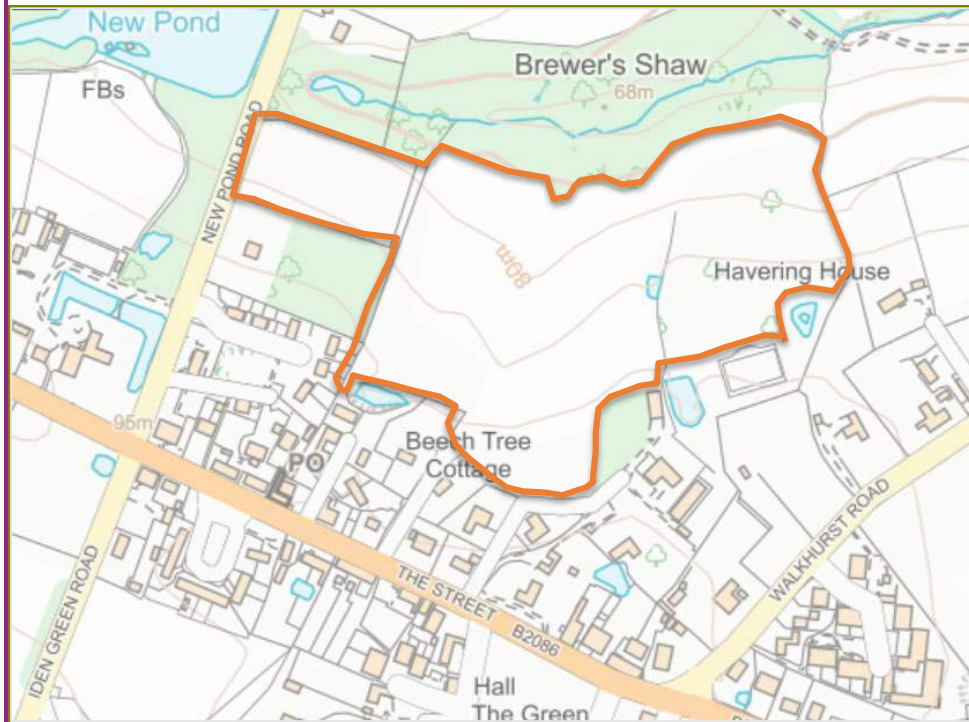 New Pond
FBs
Brewer's Shaw
68m
NEW POND ROAD
80m
Havering House
95m
PO
Beech Tree
Cottage
WALKHURST ROAD
THE STREET
B2086
IDEN GREEN ROAD
Hall
The Green